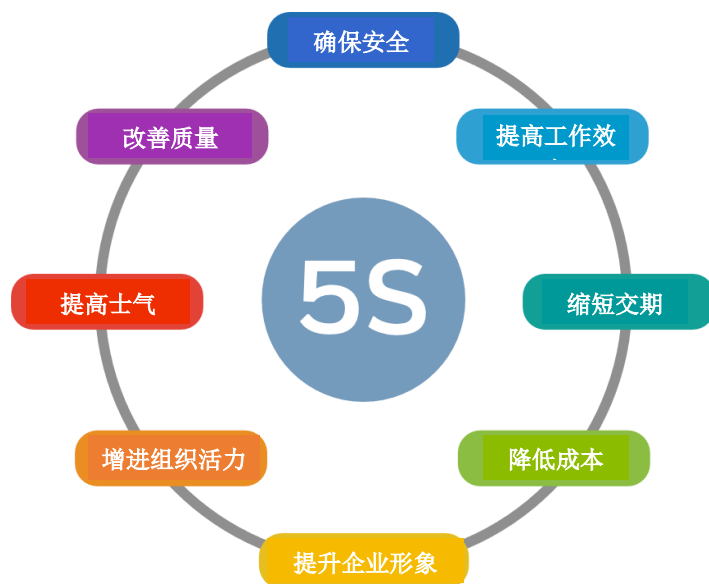 确保安全
改善质量
提高工作效
5S
提高士气
缩短交期
增进组织活力
降低成本
提升企业形象